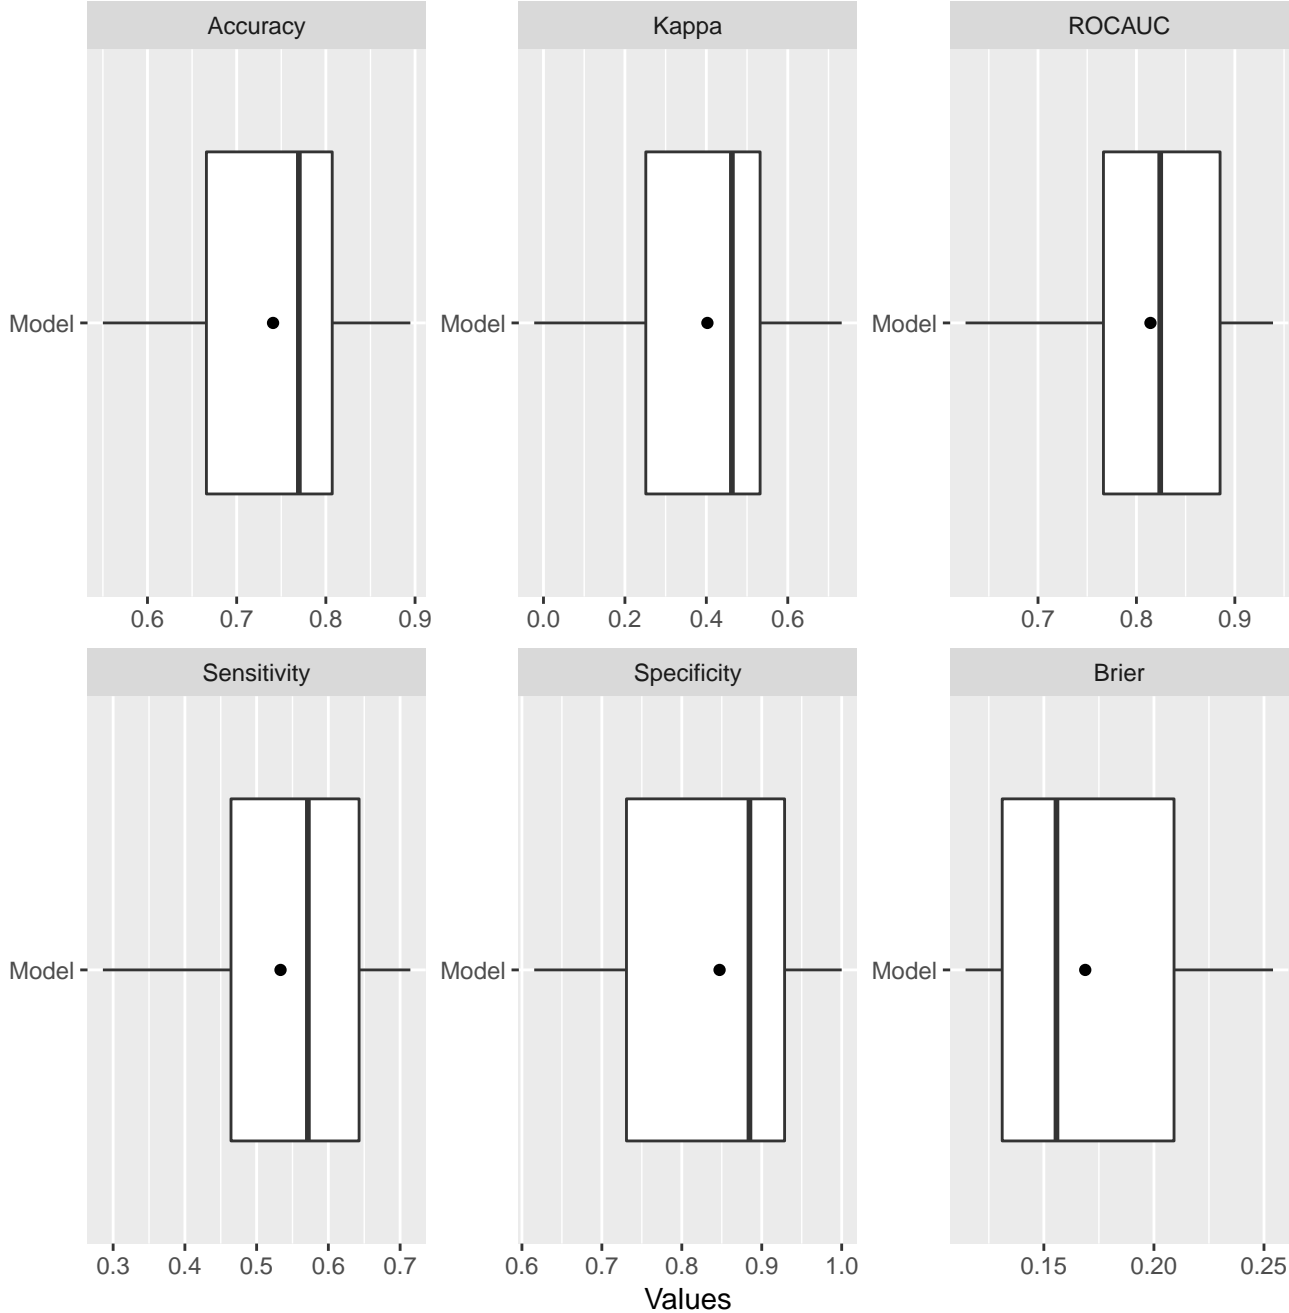 Accuracy Kappa ROCAUC
Model Model Model
0.6 0.7 0.8 0.9 0.0 0.2 0.4 0.6 0.7 0.8 0.9
Sensitivity Specificity Brier
Model Model Model
0.3 0.4 0.5 0.6 0.7 0.6 0.7 0.8 0.9 1.0 0.15 0.20 0.25
Values